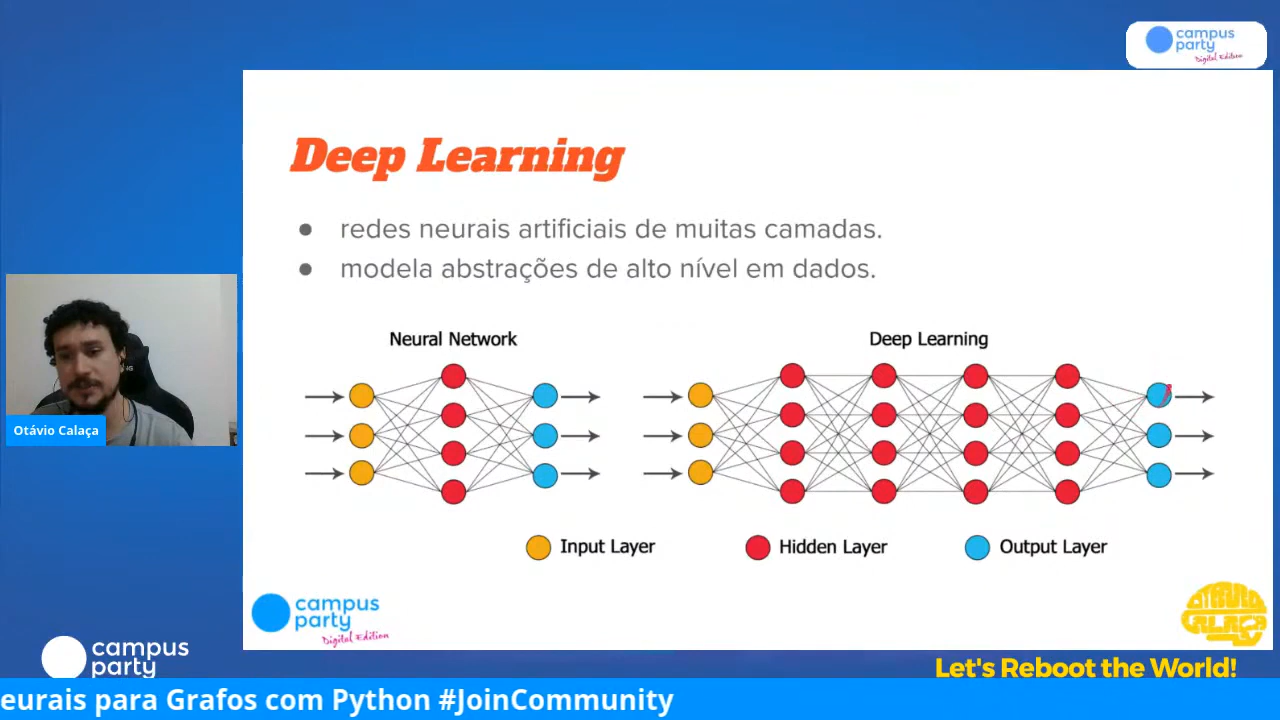 campus
party
Digital Edition
Deep Learning
● redes neurais artificiais de muitas camadas.
● modela abstrações de alto nível em dados.
Neural Network
Deep Learning
Input Layer
Hidden Layer
Output Layer
Otávio Calaça
campus
party
Digital Edition
OTÁVIO
CALAÇA
campus
party
Let's Reboot the World!
eurais para Grafos com Python #JoinCommunity